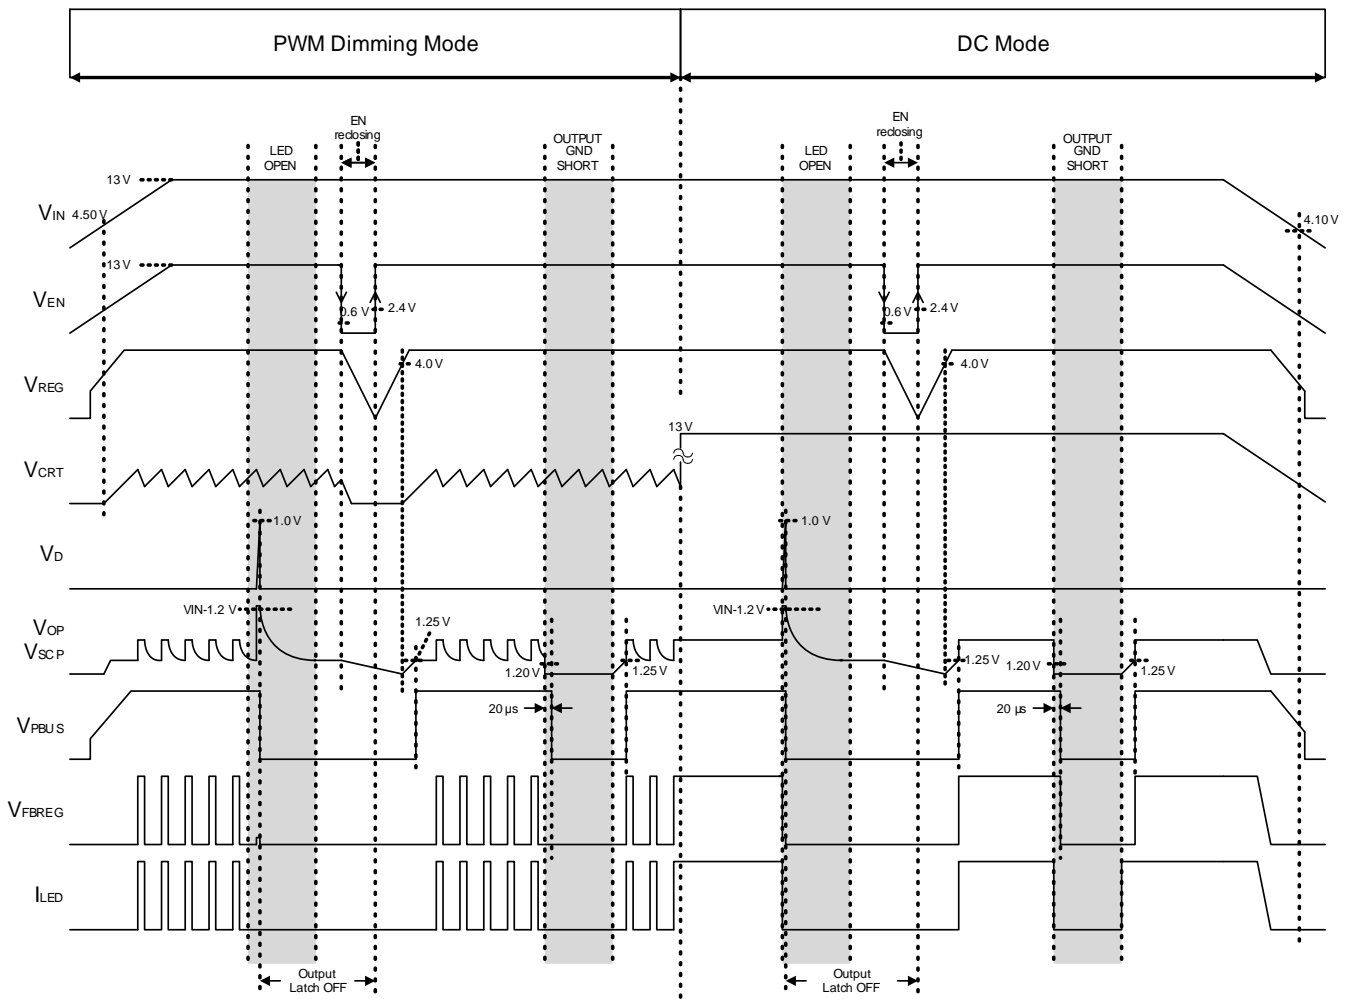 PWM Dimming Mode
DC Mode
EN
reclosing
LED
OPEN
OUTPUT
GND
SHORT
EN
reclosing
LED
OPEN
OUTPUT
GND
SHORT
13 V
VIN
4.50 V
4.10 V
13 V
VEN
0.6 V
2.4 V
0.6 V
2.4 V
VREG
4.0 V
4.0 V
13 V
VCRT
1.0 V
1.0 V
VD
VIN-1.2 V
VIN-1.2 V
VOP
VSCP
1.25 V
1.20 V
1.25 V
1.25 V
1.20 V
1.25 V
VPBUS
20 µs
20 µs
VFBREG
ILED
Output
Latch OFF
Output
Latch OFF